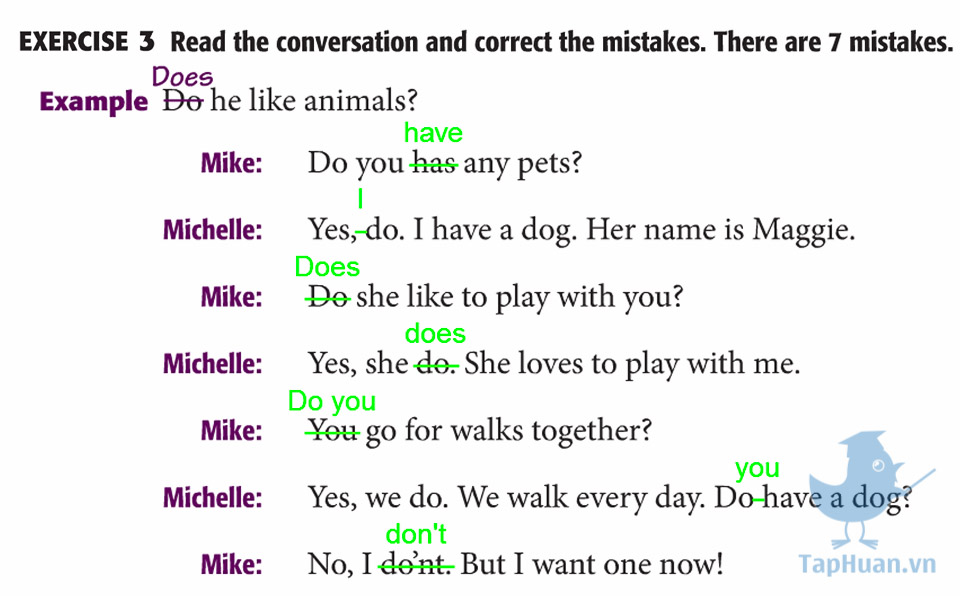 EXERCISE 3 Read the conversation and correct the mistakes. There are 7 mistakes.
Does
Example Do he like animals?
have
Mike: Do you has any pets?
I
Michelle: Yes, do. I have a dog. Her name is Maggie.
Does
Mike: Do she like to play with you?
does
Michelle: Yes, she do. She loves to play with me.
Do you
Mike: You go for walks together?
you
Michelle: Yes, we do. We walk every day. Do have a dog?
don't
Mike: No, I do'nt. But I want one now!
TapHuan.vn